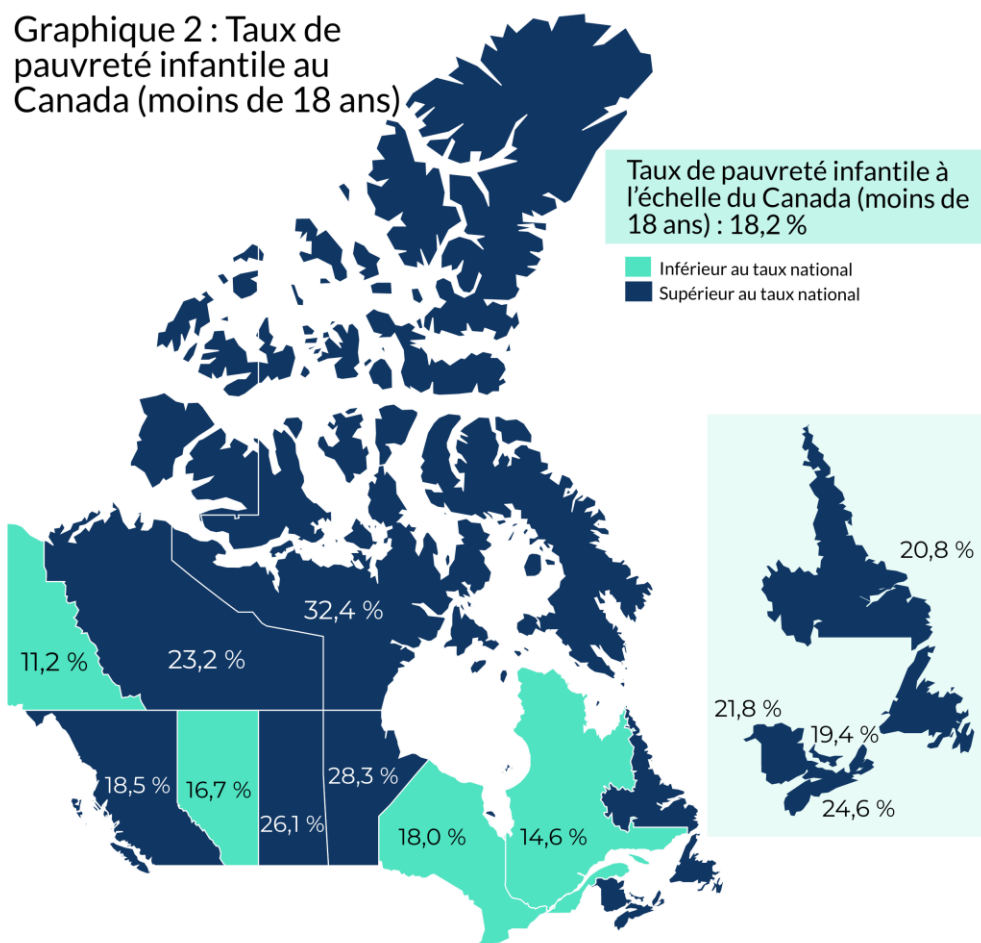 Graphique 2 : Taux de
pauvreté infantile au
Canada (moins de 18 ans)
Taux de pauvreté infantile à
l'échelle du Canada (moins de
18 ans) : 18,2 %
Inférieur au taux national
Supérieur au taux national
20,8 %
32,4 %
11,2 %
23,2 %
21,8 %
19,4 %
24,6 %
18,5 %
16,7 %
26,1 %
28,3 %
18,0 %
14,6 %